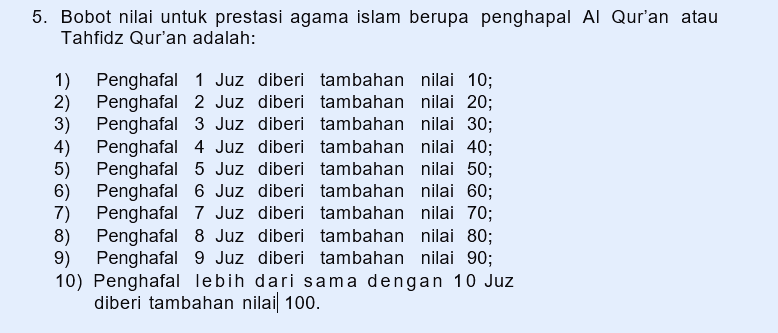 5. Bobot nilai untuk prestasi agama islam berupa penghapal Al Qur'an atau
Tahfidz Qur'an adalah:
1) Penghafal 1 Juz diberi tambahan nilai 10;
2) Penghafal 2 Juz diberi tambahan nilai 20;
3) Penghafal 3 Juz diberi tambahan nilai 30;
4) Penghafal 4 Juz diberi tambahan nilai 40;
5) Penghafal 5 Juz diberi tambahan nilai 50;
6) Penghafal 6 Juz diberi tambahan nilai 60;
7) Penghafal 7 Juz diberi tambahan nilai 70;
8) Penghafal 8 Juz diberi tambahan nilai 80;
9) Penghafal 9 Juz diberi tambahan nilai 90;
10) Penghafal lebih dari sama dengan 10 Juz
diberi tambahan nilai 100.